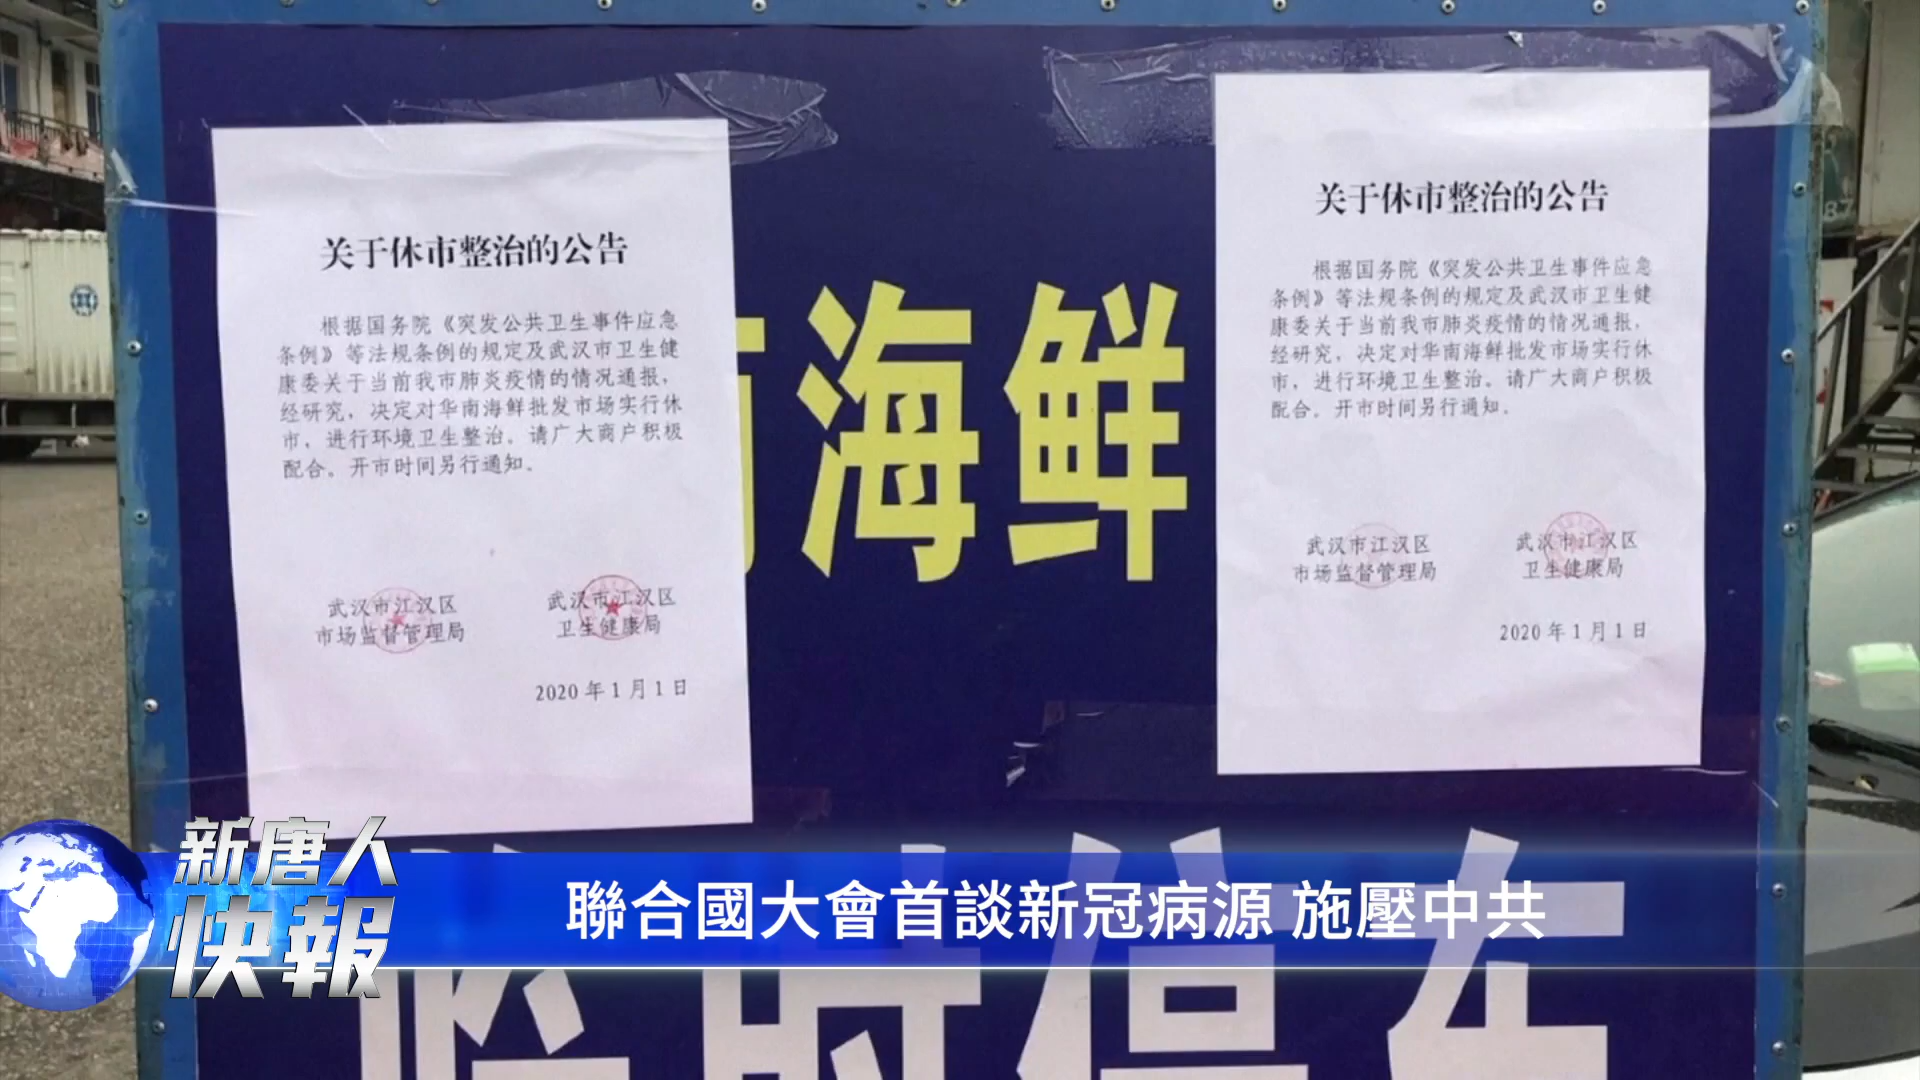 关于休市整治的公告
根据国务院《突发公共卫生事件应急
条例》等法规条例的规定及武汉市卫生健
康委关于当前我市肺炎疫情的情况通报，
经研究，决定对华南海鲜批发市场实行休
市，进行环境卫生整治。请广大商户积极
配合。开市时间另行通知。
武汉市江汉区
市场监督管理局
武汉市江汉区
卫生健康局
2020年1月1日
南海鲜
关于休市整治的公告
根据国务院《突发公共卫生事件应急
条例》等法规条例的规定及武汉市卫生健
康委关于当前我市肺炎疫情的情况通报，
经研究，决定对华南海鲜批发市场实行休
市，进行环境卫生整治。请广大商户积极
配合。开市时间另行通知。
武汉市江汉区
市场监督管理局
武汉市江汉区
卫生健康局
2020年1月1日
87
临时停车
新唐人
快報
聯合國大會首談新冠病源 施壓中共